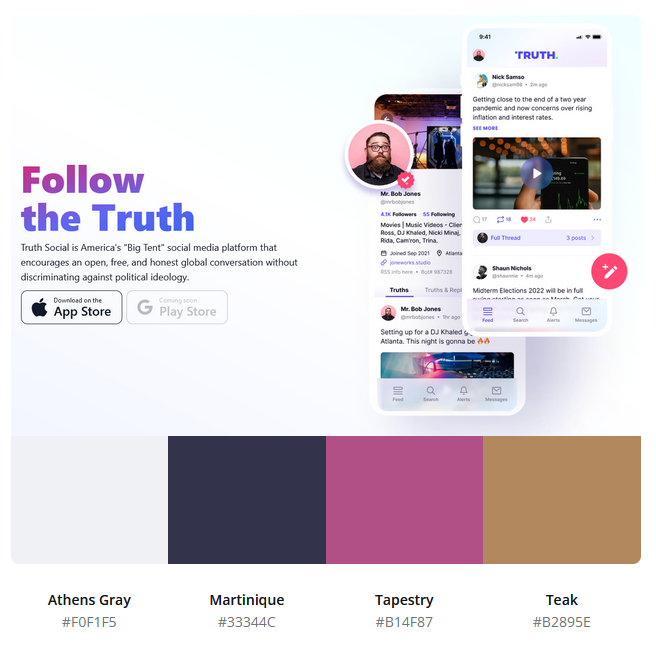 Follow
the Truth
Truth Social is America's "Big Tent" social media platform that
encourages an open, free, and honest global conversation without
discriminating against political ideology.
Download on the
App Store
Coming soon
Play Store
Mr. Bob Jones
@mrbobjones
4.1K Followers 55 Following
Movies | Music Videos - Clien
Ross, DJ Khaled, Nicki Minaj,
Rida, Cam'ron, Trina.
Joined Sep 2021 Atlanta
joneworks.studio
RSS info here • Bot# 987328
Truths Truths & Repl
Mr. Bob Jones
@mrbobjones • 1hr ago
Setting up for a DJ Khaled g
Atlanta. This night is gonna be 🔥🔥
Feed Search Alerts Messages
9:41
TRUTH.
Nick Samso
@nicksam69 • 2m ago
Getting close to the end of a two year
pandemic and now concerns over rising
inflation and interest rates.
SEE MORE
17 18 24
Full Thread 3 posts
Shaun Nichols
@shaunnie • 4m ago
Midterm Elections 2022 will be in full
Feed Search Alerts Messages
Athens Gray Martinique Tapestry Teak
#F0F1F5 #33344C #B14F87 #B2895E